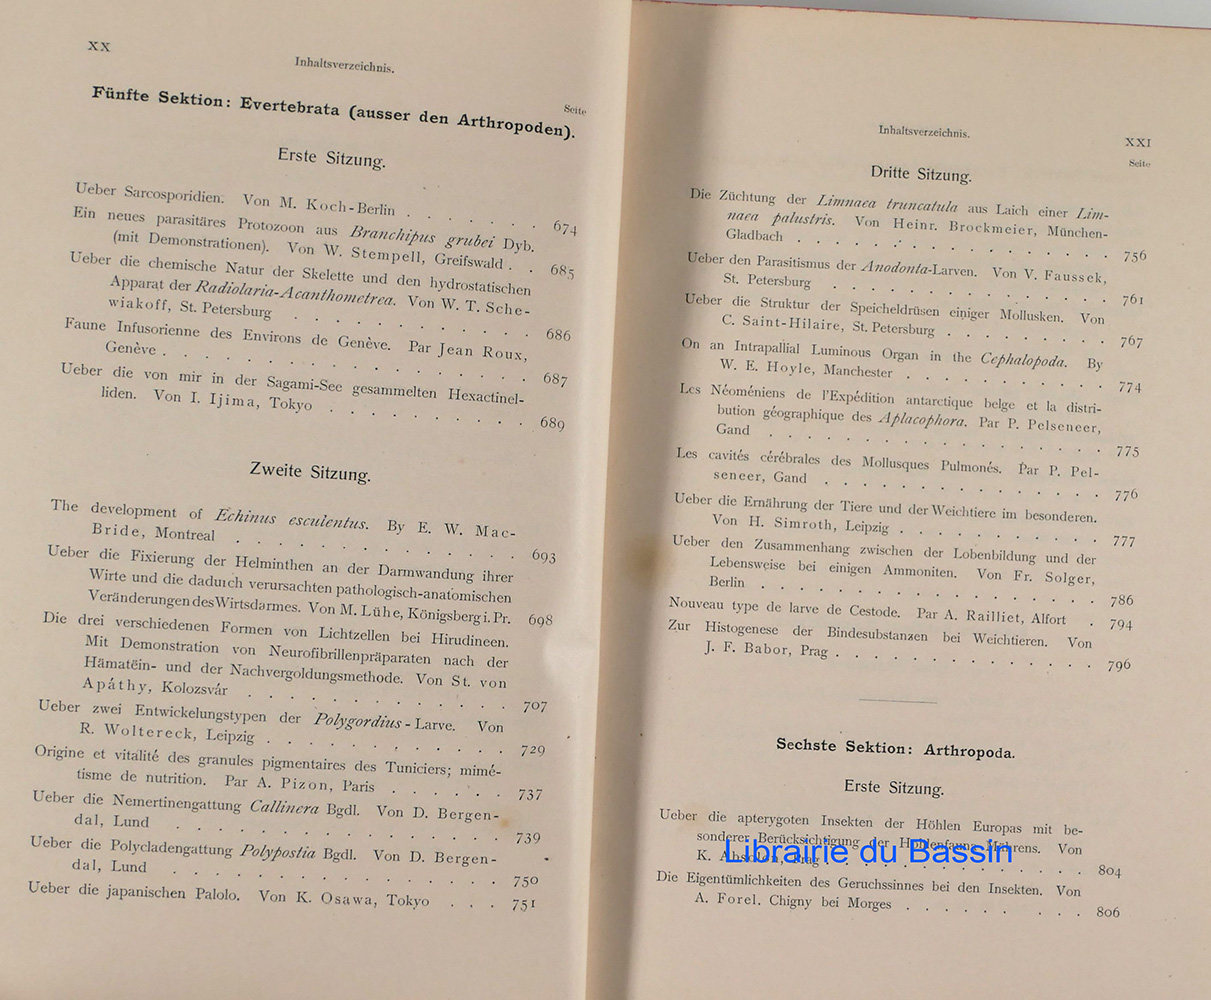 XX
Inhaltsverzeichnis.
Seite
Fünfte Sektion: Evertebrata (ausser den Arthropoden).
Erste Sitzung.
Ueber Sarcosporidien. Von M. Koch-Berlin . . . . . . . 674
Ein neues parasitäres Protozoon aus Branchipus grubei Dyb.
(mit Demonstrationen). Von W. Stempell, Greifswald . . 685
Ueber die chemische Natur der Skelette und den hydrostatischen
Apparat der Radiolaria-Acanthometrea. Von W. T. Sche-
wiakoff, St. Petersburg . . . . . . . . . . . 686
Faune Infusorienne des Environs de Genève. Par Jean Roux,
Genève . . . . . . . . . . . . . . . . 687
Ueber die von mir in der Sagami-See gesammelten Hexactinel-
liden. Von I. Ijima, Tokyo . . . . . . . . . . 689
Zweite Sitzung.
The development of Echinus esculentus. By E. W. Mac-
Bride, Montreal . . . . . . . . . . . . 693
Ueber die Fixierung der Helminthen an der Darmwandung ihrer
Wirte und die dadurch verursachten pathologisch-anatomischen
Veränderungen des Wirtsdarmes. Von M. Lühe, Königsberg i. Pr. 698
Die drei verschiedenen Formen von Lichtzellen bei Hirudineen.
Mit Demonstration von Neurofibrillenpräparaten nach der
Hämatëin- und der Nachvergoldungsmethode. Von St. von
Apáthy, Kolozsvár . . . . . . . . . . . . 707
Ueber zwei Entwickelungstypen der Polygordius-Larve. Von
R. Woltereck, Leipzig . . . . . . . . . . . 729
Origine et vitalité des granules pigmentaires des Tuniciers; mimé-
tisme de nutrition. Par A. Pizon, Paris . . . . . . 737
Ueber die Nemertinengattung Callinera Bgdl. Von D. Bergen-
dal, Lund . . . . . . . . . . . . . . . 739
Ueber die Polycladengattung Polypostia Bgdl. Von D. Bergen-
dal, Lund . . . . . . . . . . . . . . . 750
Ueber die japanischen Palolo. Von K. Osawa, Tokyo . . . 751
Inhaltsverzeichnis.
XXI
Seite
Dritte Sitzung.
Die Züchtung der Limnaea truncatula aus Laich einer Lim-
naea palustris. Von Heinr. Brockmeier, München-
Gladbach . . . . . . . . . . . . . . . 756
Ueber den Parasitismus der Anodonta-Larven. Von V. Faussek,
St. Petersburg . . . . . . . . . . . . . 761
Ueber die Struktur der Speicheldrüsen einiger Mollusken. Von
C. Saint-Hilaire, St. Petersburg . . . . . . . . 767
On an Intrapallial Luminous Organ in the Cephalopoda. By
W. E. Hoyle, Manchester . . . . . . . . . . 774
Les Néoméniens de l'Expédition antarctique belge et la distri-
bution géographique des Aplacophora. Par P. Pelseneer,
Gand . . . . . . . . . . . . . . . . 775
Les cavités cérébrales des Mollusques Pulmonés. Par P. Pel-
seneer, Gand . . . . . . . . . . . . . . 776
Ueber die Ernährung der Tiere und der Weichtiere im besonderen.
Von H. Simroth, Leipzig . . . . . . . . . . 777
Ueber den Zusammenhang zwischen der Lobenbildung und der
Lebensweise bei einigen Ammoniten. Von Fr. Solger,
Berlin . . . . . . . . . . . . . . . . 786
Nouveau type de larve de Cestode. Par A. Railliet, Alfort . 794
Zur Histogenese der Bindesubstanzen bei Weichtieren. Von
J. F. Babor, Prag . . . . . . . . . . . . . 796
Sechste Sektion: Arthropoda.
Erste Sitzung.
Ueber die apterygoten Insekten der Höhlen Europas mit be-
sonderer Berücksichtigung der Höhlenfauna Mährens. Von
K. Absolon, Prag . . . . . . . . . . . . . 804
Die Eigentümlichkeiten des Geruchssinnes bei den Insekten. Von
A. Forel, Chigny bei Morges . . . . . . . . . 806
Librairie du Bassin